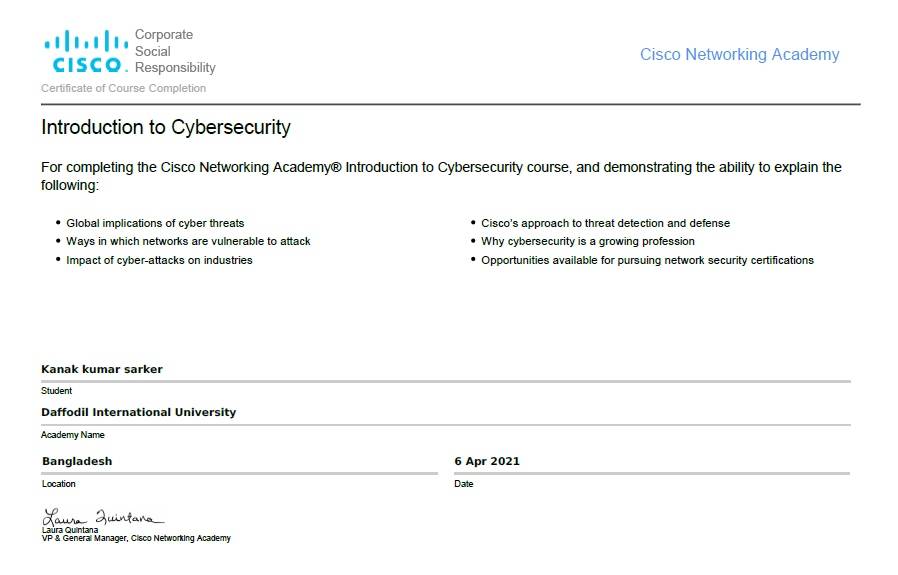 Corporate
Social
CISCO. Responsibility
Cisco Networking Academy
Certificate of Course Completion
Introduction to Cybersecurity
For completing the Cisco Networking Academy® Introduction to Cybersecurity course, and demonstrating the ability to explain the
following:
• Global implications of cyber threats
• Ways in which networks are vulnerable to attack
• Impact of cyber-attacks on industries
• Cisco's approach to threat detection and defense
• Why cybersecurity is a growing profession
• Opportunities available for pursuing network security certifications
Kanak kumar sarker
Student
Daffodil International University
Academy Name
Bangladesh
Location
6 Apr 2021
Date
Laura Quintana
Laura Quintana
VP & General Manager, Cisco Networking Academy